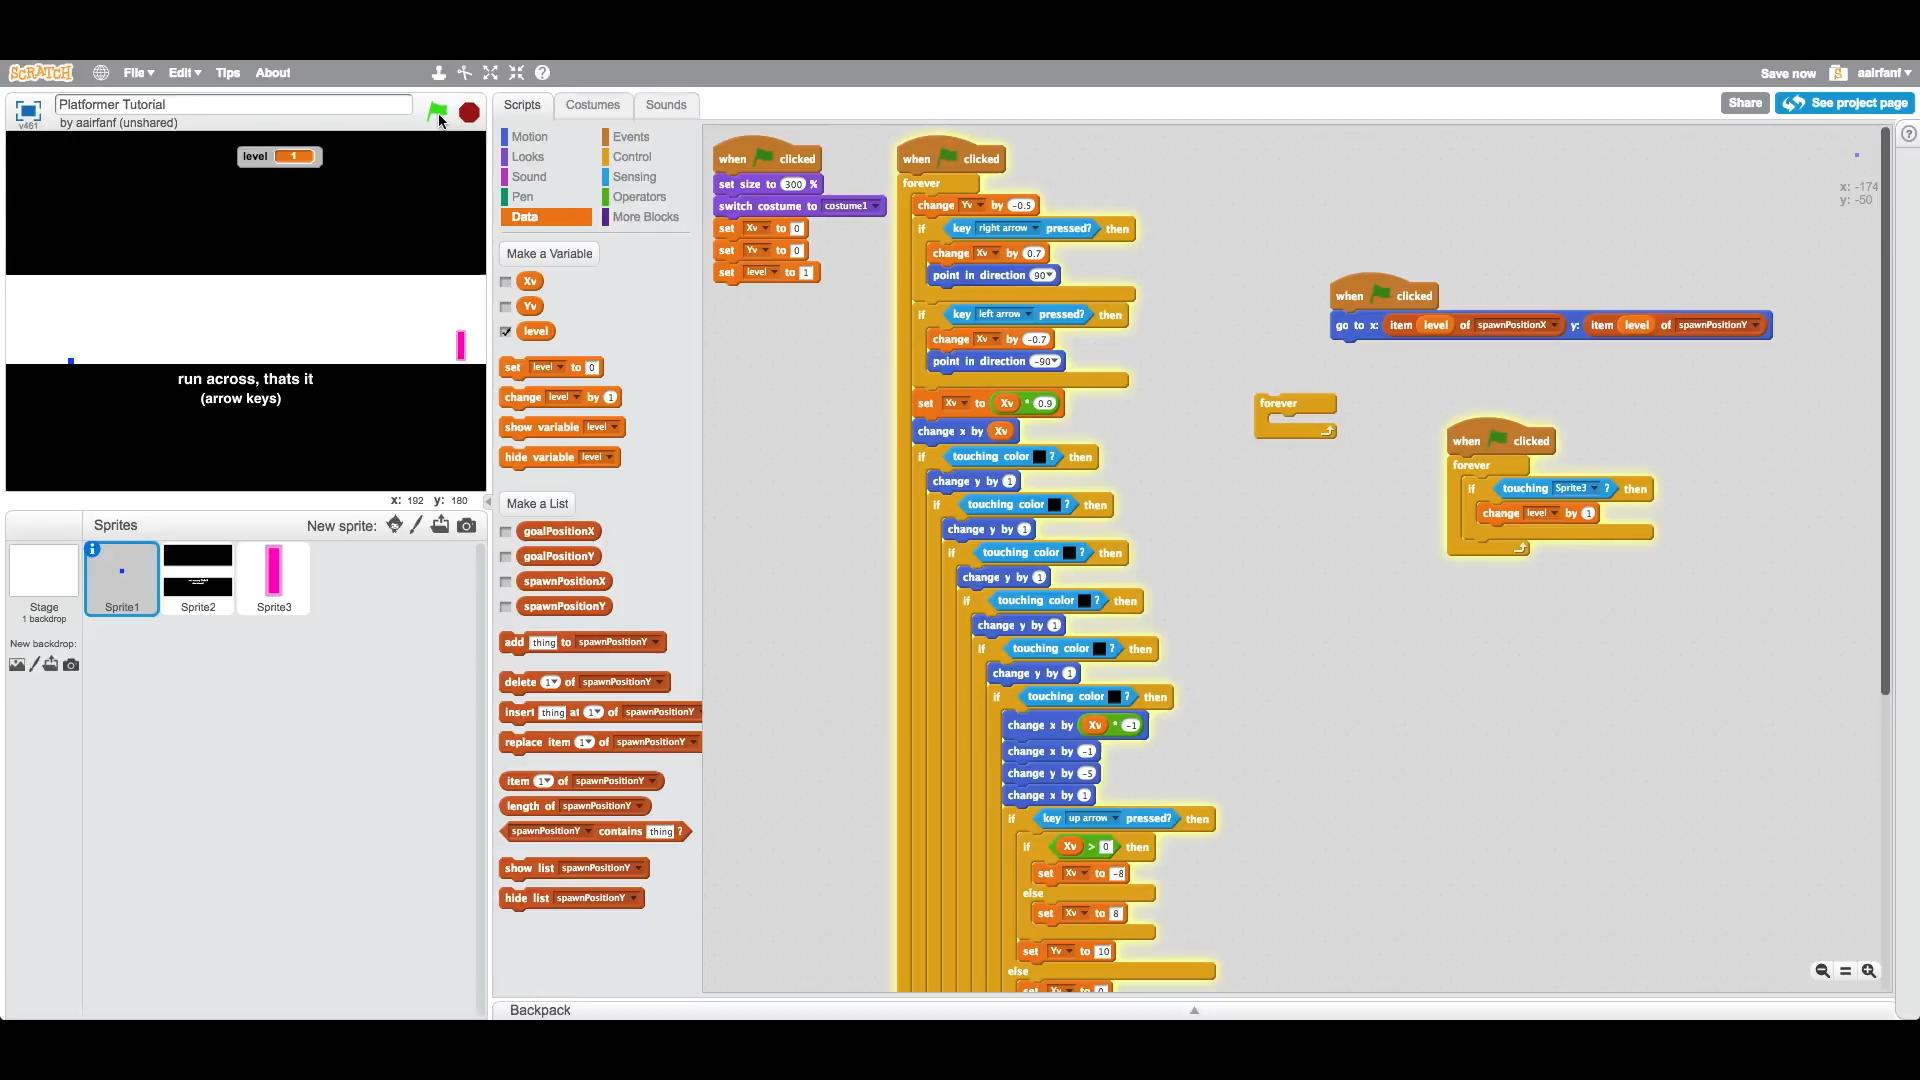 SCRATCH File Edit Tips About Save now aairfanf
Platformer Tutorial
by aairfanf (unshared)
v461
Scripts Costumes Sounds
Share See project page
level 1
run across, thats it
(arrow keys)
x: 192 y: 180
Sprites New sprite:
Stage
1 backdrop
New backdrop:
Sprite1 Sprite2 Sprite3
Motion Events
Looks Control
Sound Sensing
Pen Operators
Data More Blocks
Make a Variable
Xv
Yv
level
set level to 0
change level by 1
show variable level
hide variable level
Make a List
goalPositionX
goalPositionY
spawnPositionX
spawnPositionY
add thing to spawnPositionY
delete 1 of spawnPositionY
insert thing at 1 of spawnPositionY
replace item 1 of spawnPositionY
item 1 of spawnPositionY
length of spawnPositionY
spawnPositionY contains thing ?
show list spawnPositionY
hide list spawnPositionY
when clicked
set size to 300 %
switch costume to costume1
set Xv to 0
set Yv to 0
set level to 1
when clicked
forever
change Yv by -0.5
if key right arrow pressed? then
change Xv by 0.7
point in direction 90
if key left arrow pressed? then
change Xv by -0.7
point in direction -90
set Xv to Xv * 0.9
change x by Xv
if touching color ? then
change y by 1
if touching color ? then
change y by 1
if touching color ? then
change y by 1
if touching color ? then
change y by 1
if touching color ? then
change y by 1
if touching color ? then
change x by Xv * -1
change x by -1
change y by -5
change x by 1
if key up arrow pressed? then
if Xv > 0 then
set Xv to -8
else
set Xv to 8
set Yv to 10
else
set Xv to 0
when clicked
go to x: item level of spawnPositionX y: item level of spawnPositionY
forever
when clicked
forever
if touching Sprite3 ? then
change level by 1
x: -174
y: -50
Backpack